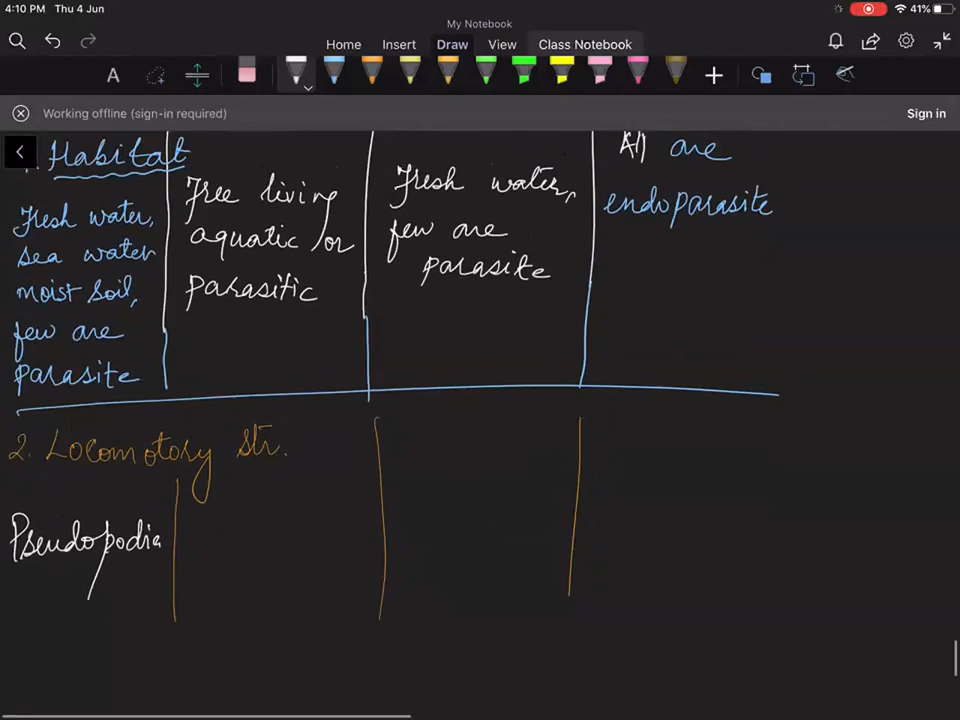 4:10 PM Thu 4 Jun
41%
My Notebook
Home Insert Draw View Class Notebook
A
Working offline (sign-in required)
Sign in
1. Habitat
Fresh water,
sea water
moist soil,
few are
parasite
Free living
aquatic or
parasitic
Fresh water,
few are
parasite
All are
endoparasite
2. Locomotory Str.
Pseudopodia